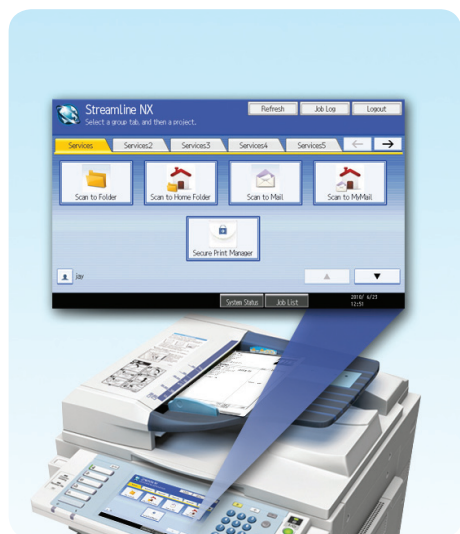 Streamline NX
Select a group tab, and then a project.
Refresh
Job Log
Logout
Services
Services2
Services3
Services4
Services5
Scan to Folder
Scan to Home Folder
Scan to Mail
Scan to MyMail
Secure Print Manager
jay
System Status
Job List
2010/ 6/23
12:51